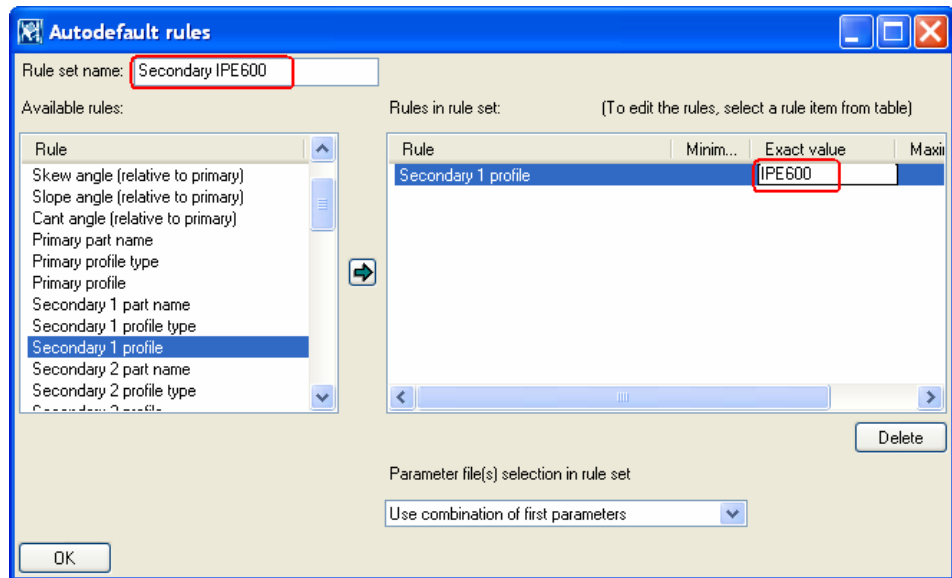 Autodefault rules
Rule set name: Secondary IPE600
Available rules:
Rule
Skew angle (relative to primary)
Slope angle (relative to primary)
Cant angle (relative to primary)
Primary part name
Primary profile type
Primary profile
Secondary 1 part name
Secondary 1 profile type
Secondary 1 profile
Secondary 2 part name
Secondary 2 profile type
Rules in rule set: (To edit the rules, select a rule item from table)
Rule Minim... Exact value Maxi
Secondary 1 profile IPE600
Delete
Parameter file(s) selection in rule set
Use combination of first parameters
OK